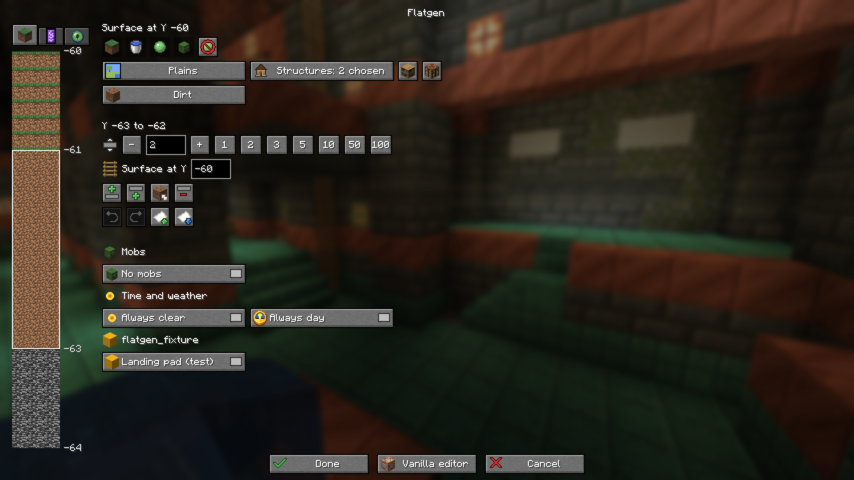 Flatgen
Surface at Y -60
-60
Plains
Structures: 2 chosen
Dirt
Y -63 to -62
-61
- 2 + 1 2 3 5 10 50 100
Surface at Y -60
Mobs
No mobs
Time and weather
Always clear
Always day
flatgen_fixture
-63
Landing pad (test)
-64
Done
Vanilla editor
Cancel